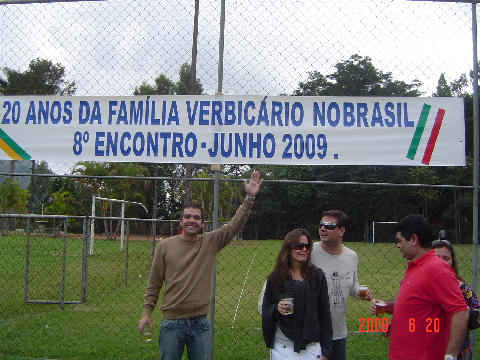 20 ANOS DA FAMÍLIA VERBICÁRIO NOBRASIL
8º ENCONTRO-JUNHO 2009 .
2009 6 20